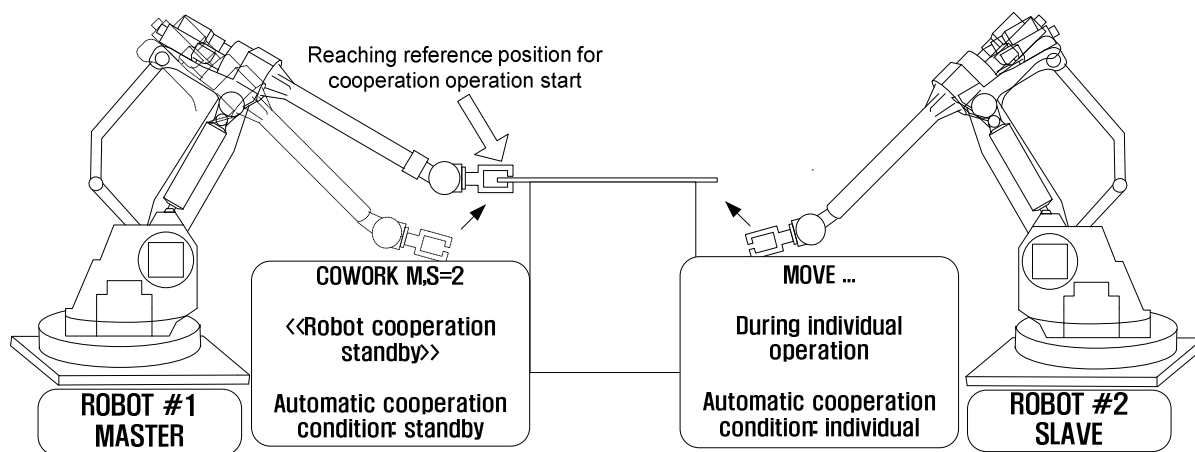 Reaching reference position for
cooperation operation start
COWORK M,S=2
<<Robot cooperation
standby>>
Automatic cooperation
condition: standby
MOVE ...
During individual
operation
Automatic cooperation
condition: individual
ROBOT #1
MASTER
ROBOT #2
SLAVE